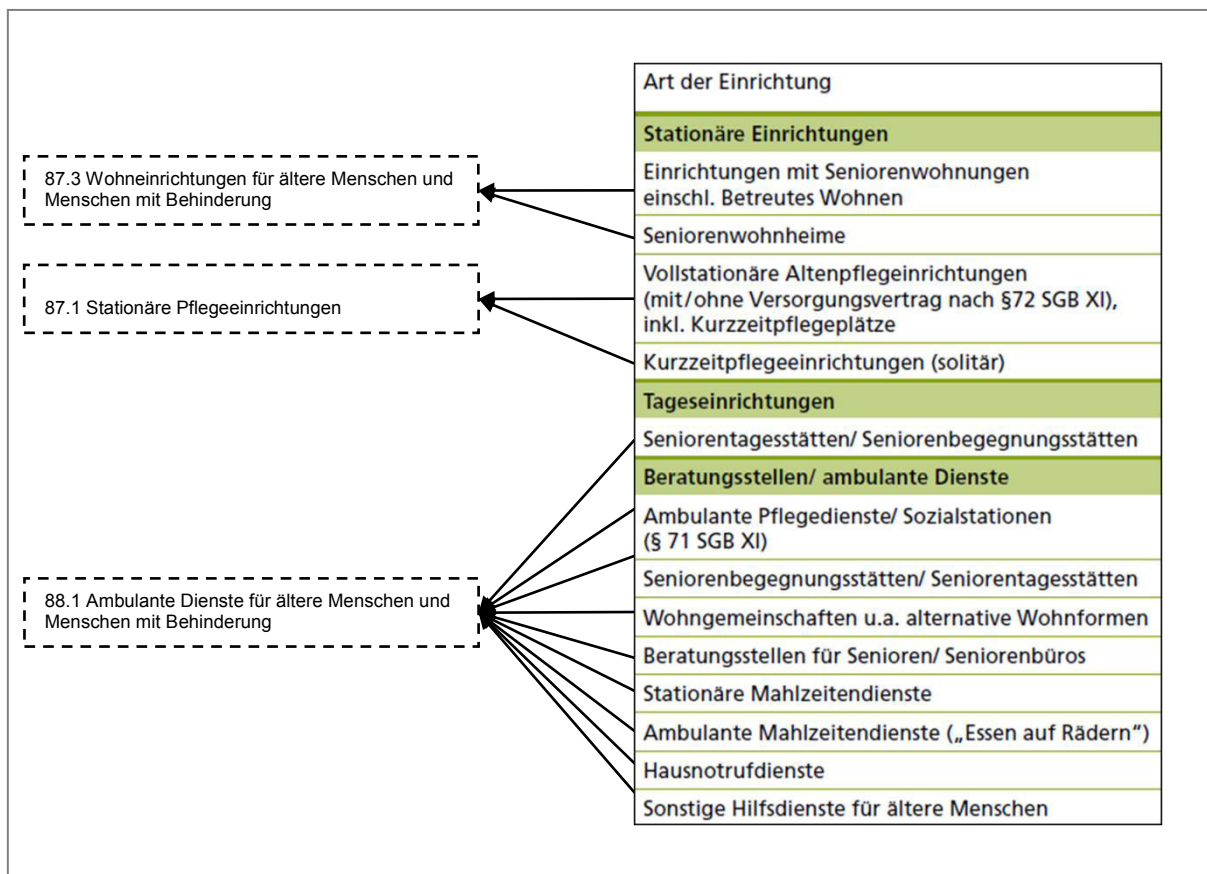 87.3 Wohneinrichtungen für ältere Menschen und
Menschen mit Behinderung
87.1 Stationäre Pflegeeinrichtungen
88.1 Ambulante Dienste für ältere Menschen und
Menschen mit Behinderung
Art der Einrichtung
Stationäre Einrichtungen
Einrichtungen mit Seniorenwohnungen
einschl. Betreutes Wohnen
Seniorenwohnheime
Vollstationäre Altenpflegeinrichtungen
(mit/ohne Versorgungsvertrag nach §72 SGB XI),
inkl. Kurzzeitpflegeplätze
Kurzzeitpflegeeinrichtungen (solitär)
Tageseinrichtungen
Seniorentagesstätten/ Seniorenbegegnungsstätten
Beratungsstellen/ ambulante Dienste
Ambulante Pflegedienste/ Sozialstationen
(§ 71 SGB XI)
Seniorenbegegnungsstätten/ Seniorentagesstätten
Wohngemeinschaften u.a. alternative Wohnformen
Beratungsstellen für Senioren/ Seniorenbüros
Stationäre Mahlzeitendienste
Ambulante Mahlzeitendienste („Essen auf Rädern“)
Hausnotrufdienste
Sonstige Hilfsdienste für ältere Menschen